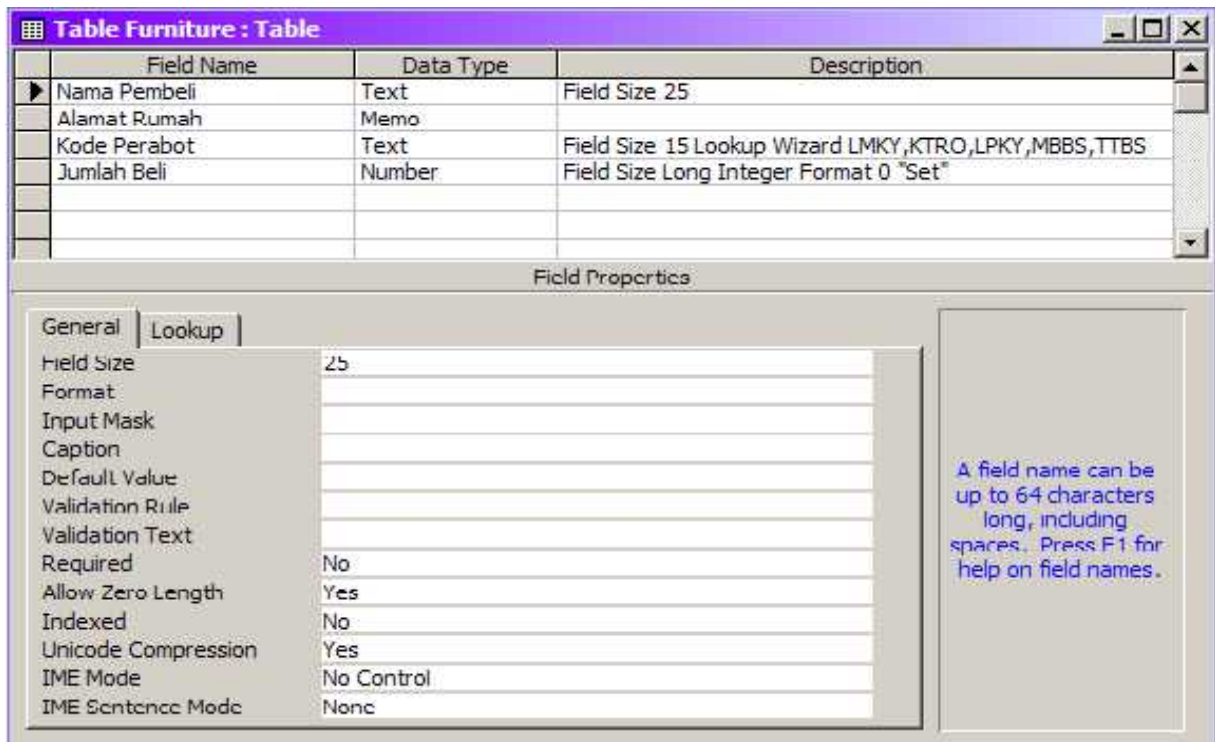 Table Furniture : Table
Field Name Data Type Description
Nama Pembeli Text Field Size 25
Alamat Rumah Memo
Kode Perabot Text Field Size 15 Lookup Wizard LMKY,KTRO,LPKY,MBBS,TTBS
Jumlah Beli Number Field Size Long Integer Format 0 "Set"
Field Properties
General Lookup
Field Size 25
Format
Input Mask
Caption
Default Value
Validation Rule
Validation Text
Required No
Allow Zero Length Yes
Indexed No
Unicode Compression Yes
IME Mode No Control
IME Sentence Mode None
A field name can be
up to 64 characters
long, including
spaces. Press F1 for
help on field names.